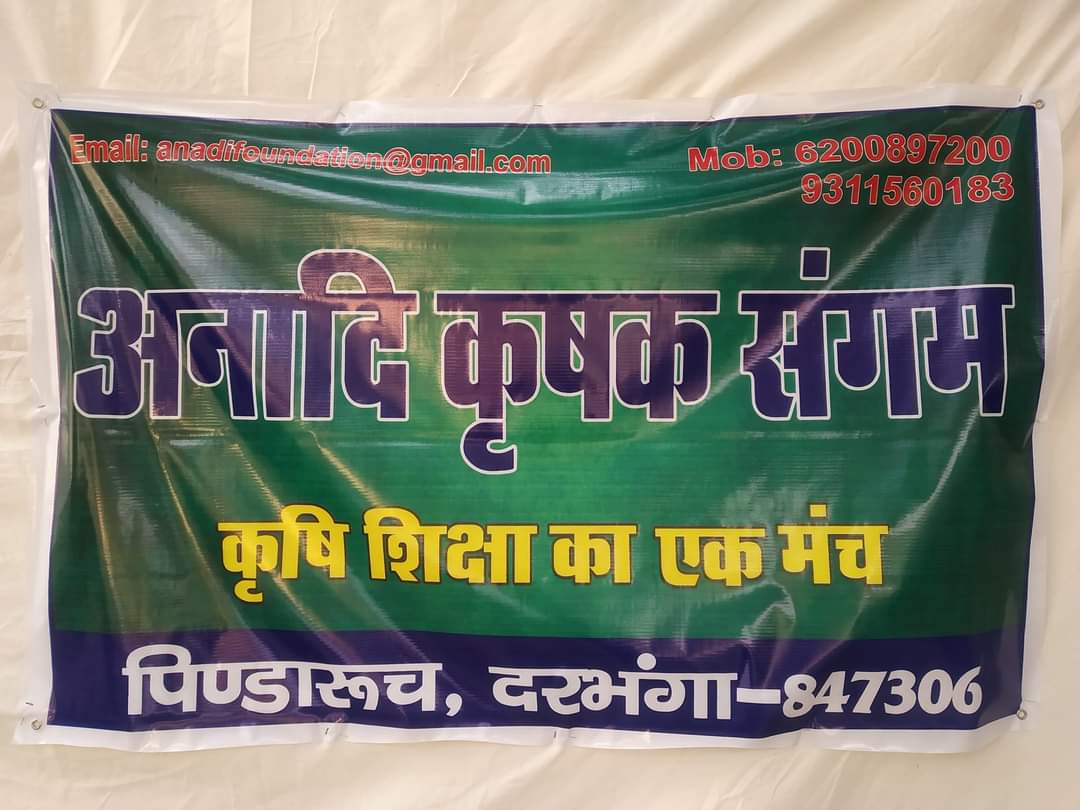 Email: anadifoundation@gmail.com Mob: 6200897200
9311560183
अनादि कृषक संगम
कृषि शिक्षा का एक मंच
पिण्डारूच, दरभंगा-847306